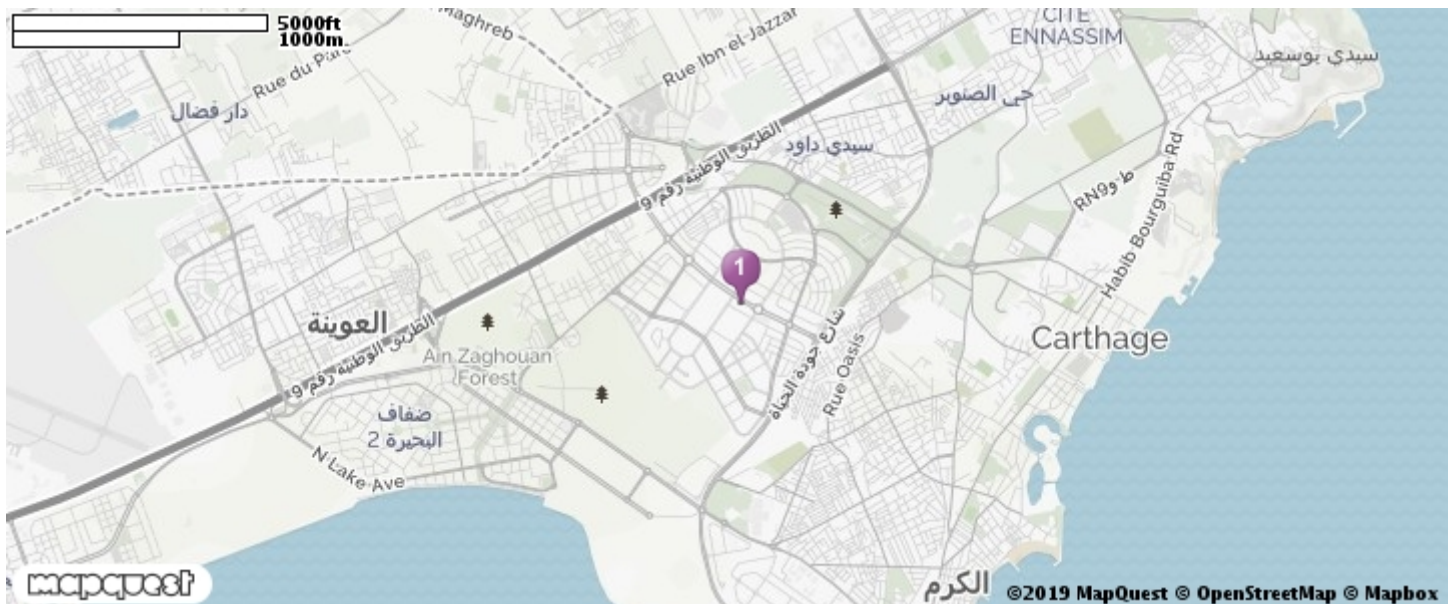 5000ft
1000m
Maghreb
Rue du Parc
Rue Ibn el Jazzar
CITE
ENNASSIM
سيدي بوسعيد
دار فضال
حي الصنوبر
سيدي داود
الطريق الوطنية رقم 9
ط و RN9
Habib Bourguiba Rd
1
العوينة
الطريق الوطنية رقم 9
Ain Zaghouan
Forest
شارع جودة الحياة
Rue Oasis
Carthage
ضفاف
البحيرة 2
N Lake Ave
الكرم
mapquest
©2019 MapQuest © OpenStreetMap © Mapbox